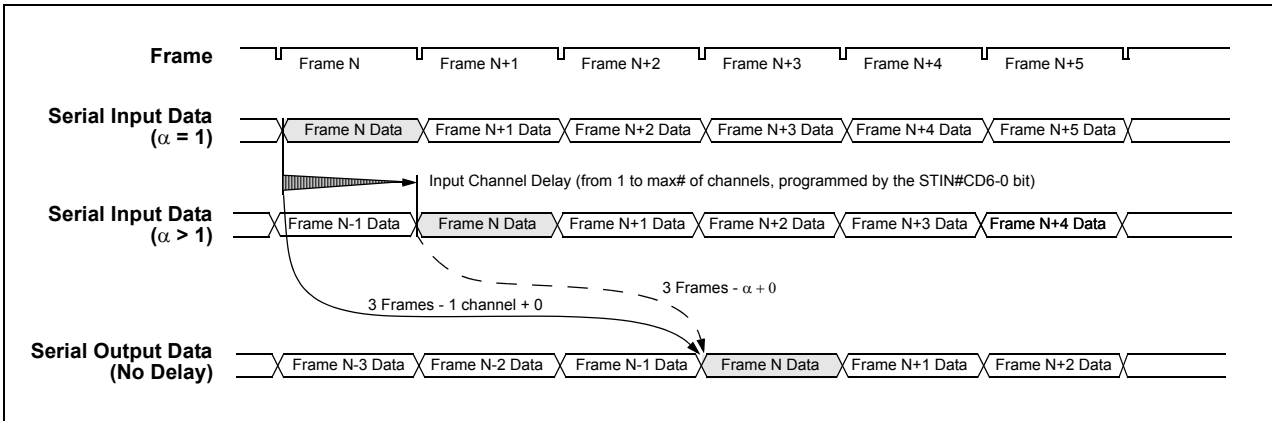 Frame
Frame N Frame N+1 Frame N+2 Frame N+3 Frame N+4 Frame N+5
Serial Input Data
(α = 1)
Frame N Data Frame N+1 Data Frame N+2 Data Frame N+3 Data Frame N+4 Data Frame N+5 Data
Input Channel Delay (from 1 to max# of channels, programmed by the STIN#CD6-0 bit)
Serial Input Data
(α > 1)
Frame N-1 Data Frame N Data Frame N+1 Data Frame N+2 Data Frame N+3 Data Frame N+4 Data
3 Frames - α + 0
3 Frames - 1 channel + 0
Serial Output Data
(No Delay)
Frame N-3 Data Frame N-2 Data Frame N-1 Data Frame N Data Frame N+1 Data Frame N+2 Data